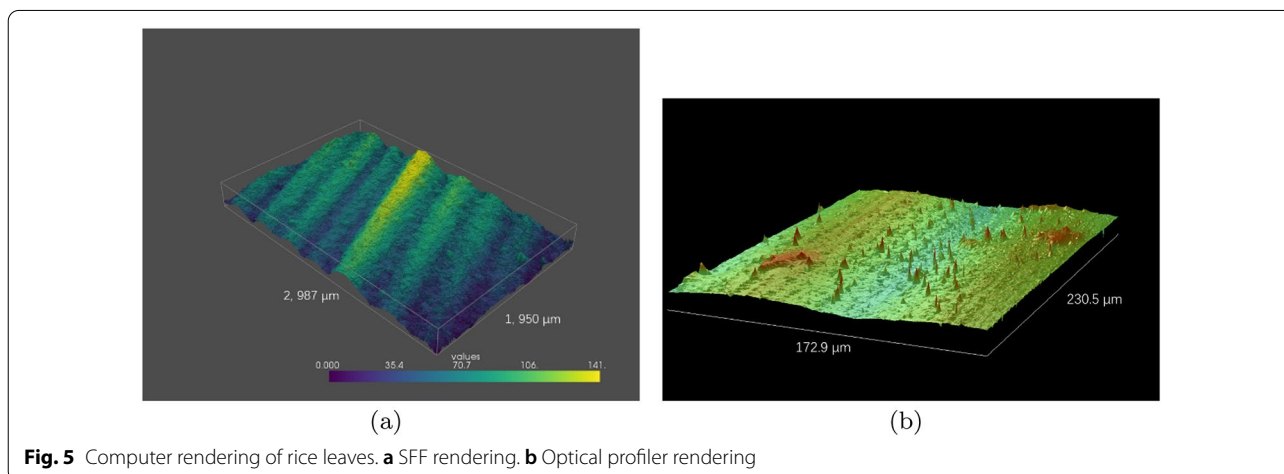 2, 987 μm
1, 950 μm
values
0.000 35.4 70.7 106. 141.
(a)
172.9 μm
230.5 μm
(b)
Fig. 5 Computer rendering of rice leaves. a SFF rendering. b Optical profiler rendering